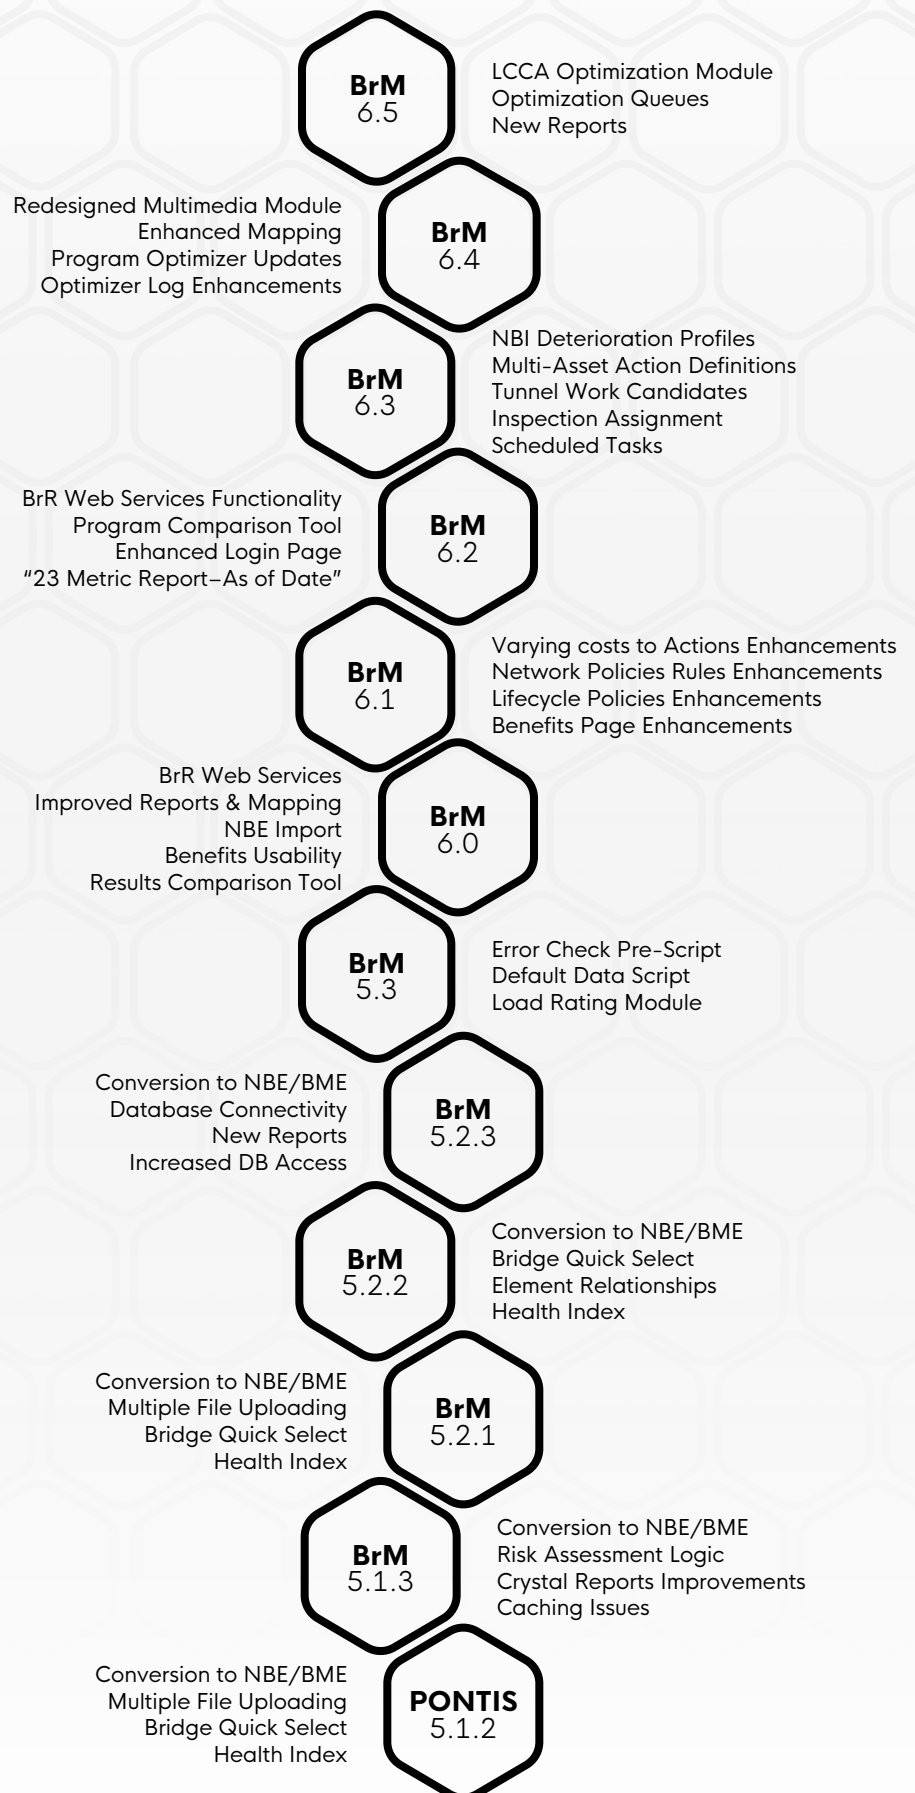 BrM
6.5
LCCA Optimization Module
Optimization Queues
New Reports
Redesigned Multimedia Module
Enhanced Mapping
Program Optimizer Updates
Optimizer Log Enhancements
BrM
6.4
BrM
6.3
NBI Deterioration Profiles
Multi-Asset Action Definitions
Tunnel Work Candidates
Inspection Assignment
Scheduled Tasks
BrR Web Services Functionality
Program Comparison Tool
Enhanced Login Page
“23 Metric Report–As of Date”
BrM
6.2
BrM
6.1
Varying costs to Actions Enhancements
Network Policies Rules Enhancements
Lifecycle Policies Enhancements
Benefits Page Enhancements
BrR Web Services
Improved Reports & Mapping
NBE Import
Benefits Usability
Results Comparison Tool
BrM
6.0
BrM
5.3
Error Check Pre-Script
Default Data Script
Load Rating Module
Conversion to NBE/BME
Database Connectivity
New Reports
Increased DB Access
BrM
5.2.3
BrM
5.2.2
Conversion to NBE/BME
Bridge Quick Select
Element Relationships
Health Index
Conversion to NBE/BME
Multiple File Uploading
Bridge Quick Select
Health Index
BrM
5.2.1
BrM
5.1.3
Conversion to NBE/BME
Risk Assessment Logic
Crystal Reports Improvements
Caching Issues
Conversion to NBE/BME
Multiple File Uploading
Bridge Quick Select
Health Index
PONTIS
5.1.2